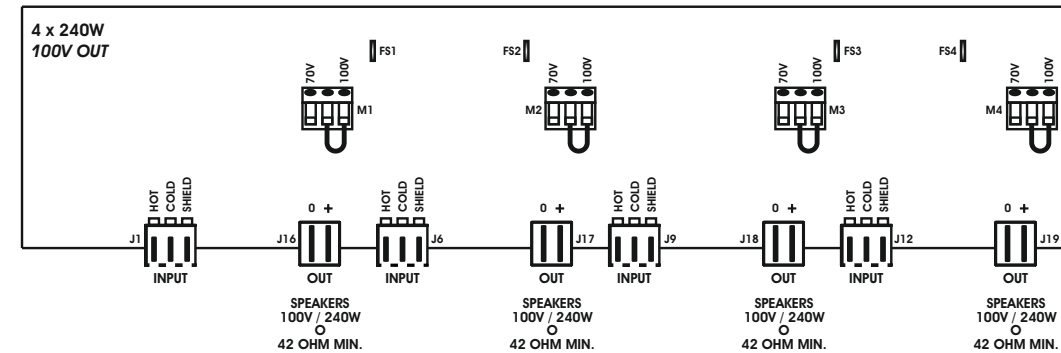 4 x 240W
100V OUT
FS1
FS2
FS3
FS4
70V
100V
70V
100V
70V
100V
70V
100V
M1
M2
M3
M4
HOT
COLD
SHIELD
HOT
COLD
SHIELD
HOT
COLD
SHIELD
HOT
COLD
SHIELD
0 +
0 +
0 +
0 +
J1
J16
J6
J17
J9
J18
J12
J19
INPUT
OUT
INPUT
OUT
INPUT
OUT
INPUT
OUT
SPEAKERS
100V / 240W
O
42 OHM MIN.
SPEAKERS
100V / 240W
O
42 OHM MIN.
SPEAKERS
100V / 240W
O
42 OHM MIN.
SPEAKERS
100V / 240W
O
42 OHM MIN.